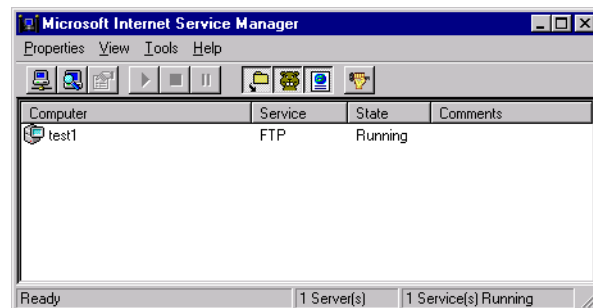 Microsoft Internet Service Manager
Properties View Tools Help
Computer Service State Comments
test1 FTP Running
Ready 1 Server(s) 1 Service(s) Running